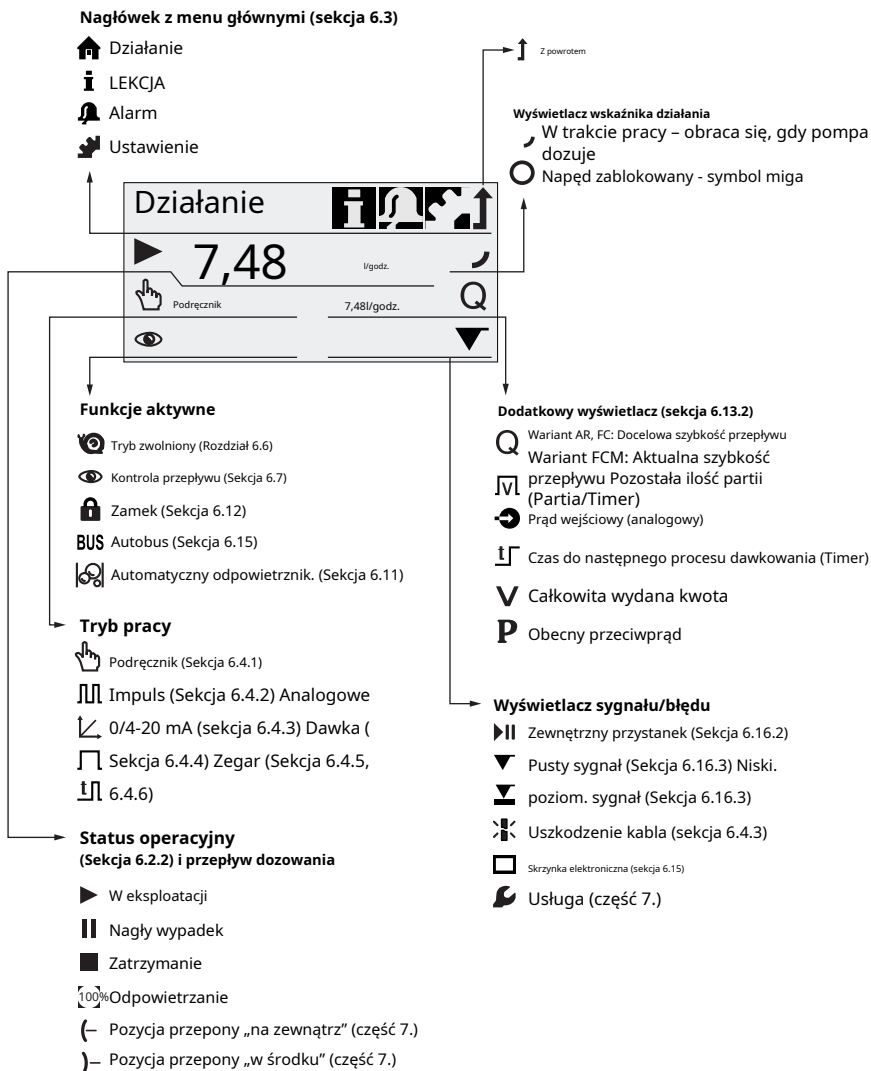 Nagłówek z menu głównymi (sekcja 6.3)
Działanie
LEKCJA
Alarm
Ustawienie
Z powrotem
Wyświetlacz wskaźnika działania
W trakcie pracy – obraca się, gdy pompa
dozuje
Napęd zablokowany - symbol miga
Działanie
7,48
l/godz.
Podręcznik
7,48l/godz.
Q
Funkcje aktywne
Tryb zwolniony (Rozdział 6.6)
Kontrola przepływu (Sekcja 6.7)
Zamek (Sekcja 6.12)
BUS Autobus (Sekcja 6.15)
Automatyczny odpowietrznik. (Sekcja 6.11)
Tryb pracy
Podręcznik (Sekcja 6.4.1)
Impuls (Sekcja 6.4.2) Analogowe
0/4-20 mA (sekcja 6.4.3) Dawka (
Sekcja 6.4.4) Zegar (Sekcja 6.4.5,
t 6.4.6)
Status operacyjny
(Sekcja 6.2.2) i przepływ dozowania
W eksploatacji
Nagły wypadek
Zatrzymanie
100% Odpowietrzanie
Pozycja przepony „na zewnątrz” (część 7.)
Pozycja przepony „w środku” (część 7.)
Dodatkowy wyświetlacz (sekcja 6.13.2)
Q Wariant AR, FC: Docelowa szybkość przepływu
Wariant FCM: Aktualna szybkość
V przepływu Pozostała ilość partii
(Partia/Timer)
Prąd wejściowy (analogowy)
t Czas do następnego procesu dawkowania (Timer)
V Całkowita wydana kwota
P Obecny przeciwprąd
Wyświetlacz sygnału/błędu
Zewnętrzny przystanek (Sekcja 6.16.2)
Pusty sygnał (Sekcja 6.16.3) Niski.
poziom. sygnał (Sekcja 6.16.3)
Uszkodzenie kabla (sekcja 6.4.3)
Skrzynka elektroniczna (sekcja 6.15)
Usługa (część 7.)